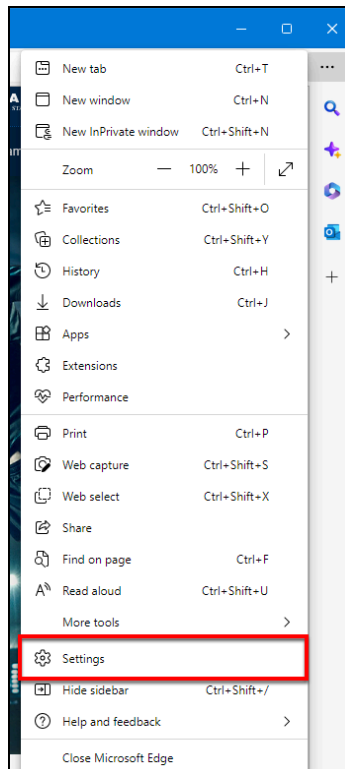 New tab Ctrl+T
New window Ctrl+N
New InPrivate window Ctrl+Shift+N
Zoom — 100% +
Favorites Ctrl+Shift+O
Collections Ctrl+Shift+Y
History Ctrl+H
Downloads Ctrl+J
Apps
Extensions
Performance
Print Ctrl+P
Web capture Ctrl+Shift+S
Web select Ctrl+Shift+X
Share
Find on page Ctrl+F
Read aloud Ctrl+Shift+U
More tools
Settings
Hide sidebar Ctrl+Shift+/
Help and feedback
Close Microsoft Edge